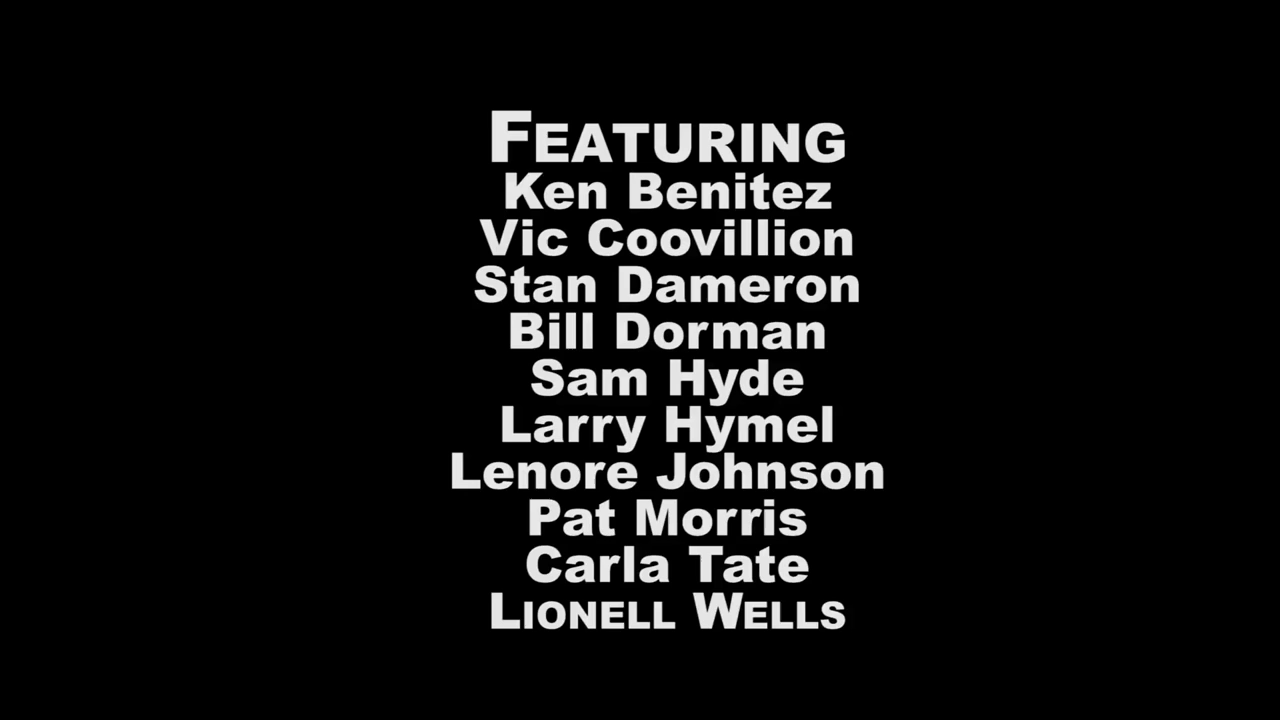 Featuring
Ken Benitez
Vic Coovillion
Stan Dameron
Bill Dorman
Sam Hyde
Larry Hymel
Lenore Johnson
Pat Morris
Carla Tate
Lionell Wells